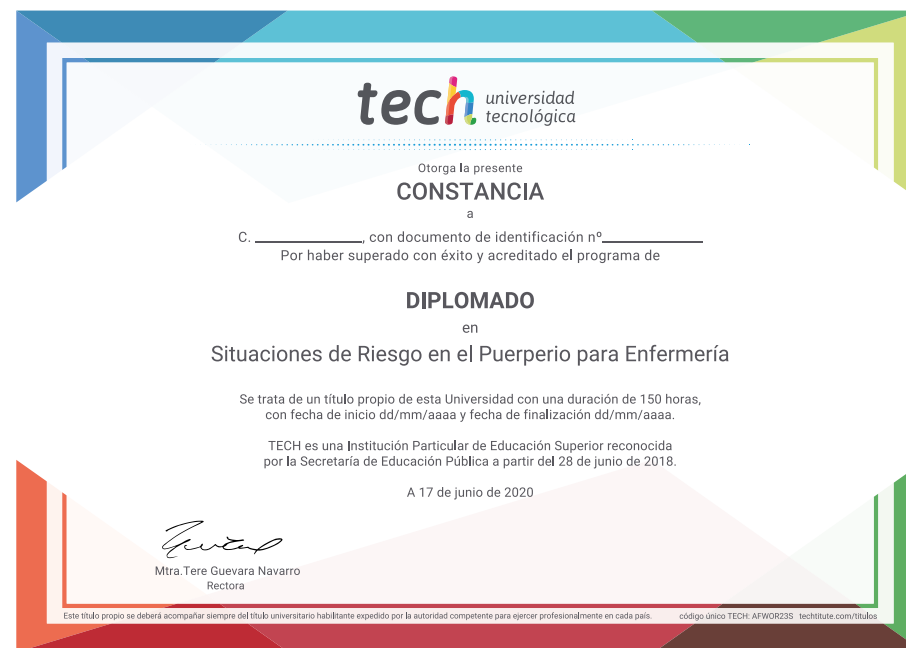 tech universidad
tecnológica
Otorga la presente
CONSTANCIA
a
C. ____________, con documento de identificación nº____________
Por haber superado con éxito y acreditado el programa de
DIPLOMADO
en
Situaciones de Riesgo en el Puerperio para Enfermería
Se trata de un título propio de esta Universidad con una duración de 150 horas,
con fecha de inicio dd/mm/aaaa y fecha de finalización dd/mm/aaaa.
TECH es una Institución Particular de Educación Superior reconocida
por la Secretaría de Educación Pública a partir del 28 de junio de 2018.
A 17 de junio de 2020
Mtra.Tere Guevara Navarro
Rectora
Este título propio se deberá acompañar siempre del título universitario habilitante expedido por la autoridad competente para ejercer profesionalmente en cada país. código único TECH: AFWOR23S techtitute.com/titulos